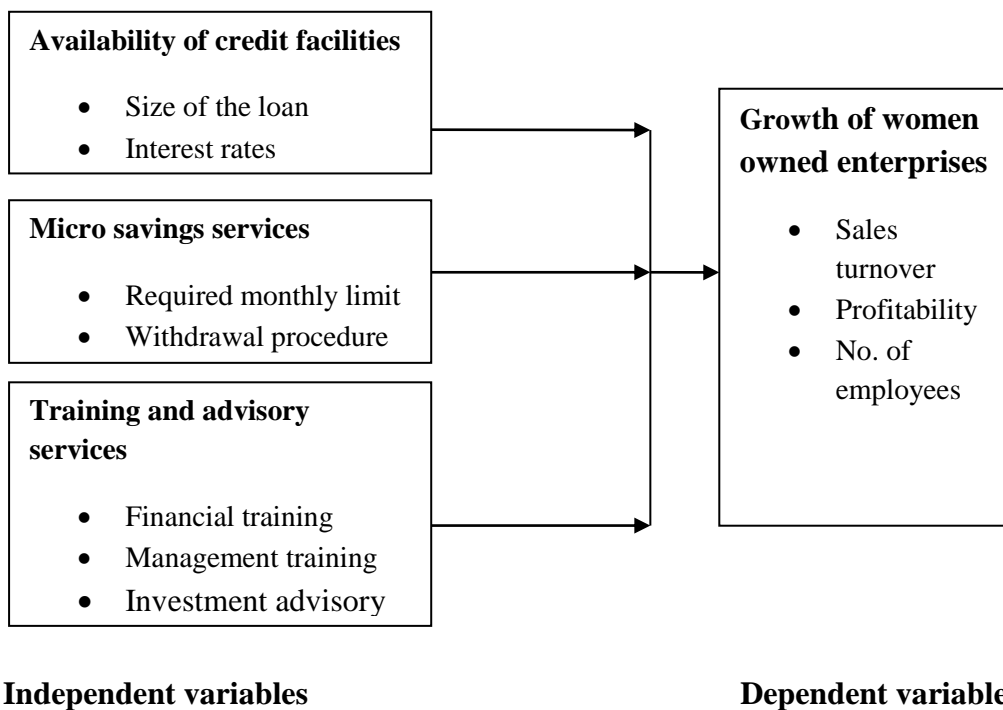 Availability of credit facilities
• Size of the loan
• Interest rates
Micro savings services
• Required monthly limit
• Withdrawal procedure
Training and advisory
services
• Financial training
• Management training
• Investment advisory
Growth of women
owned enterprises
• Sales
turnover
• Profitability
• No. of
employees
Independent variables
Dependent variable